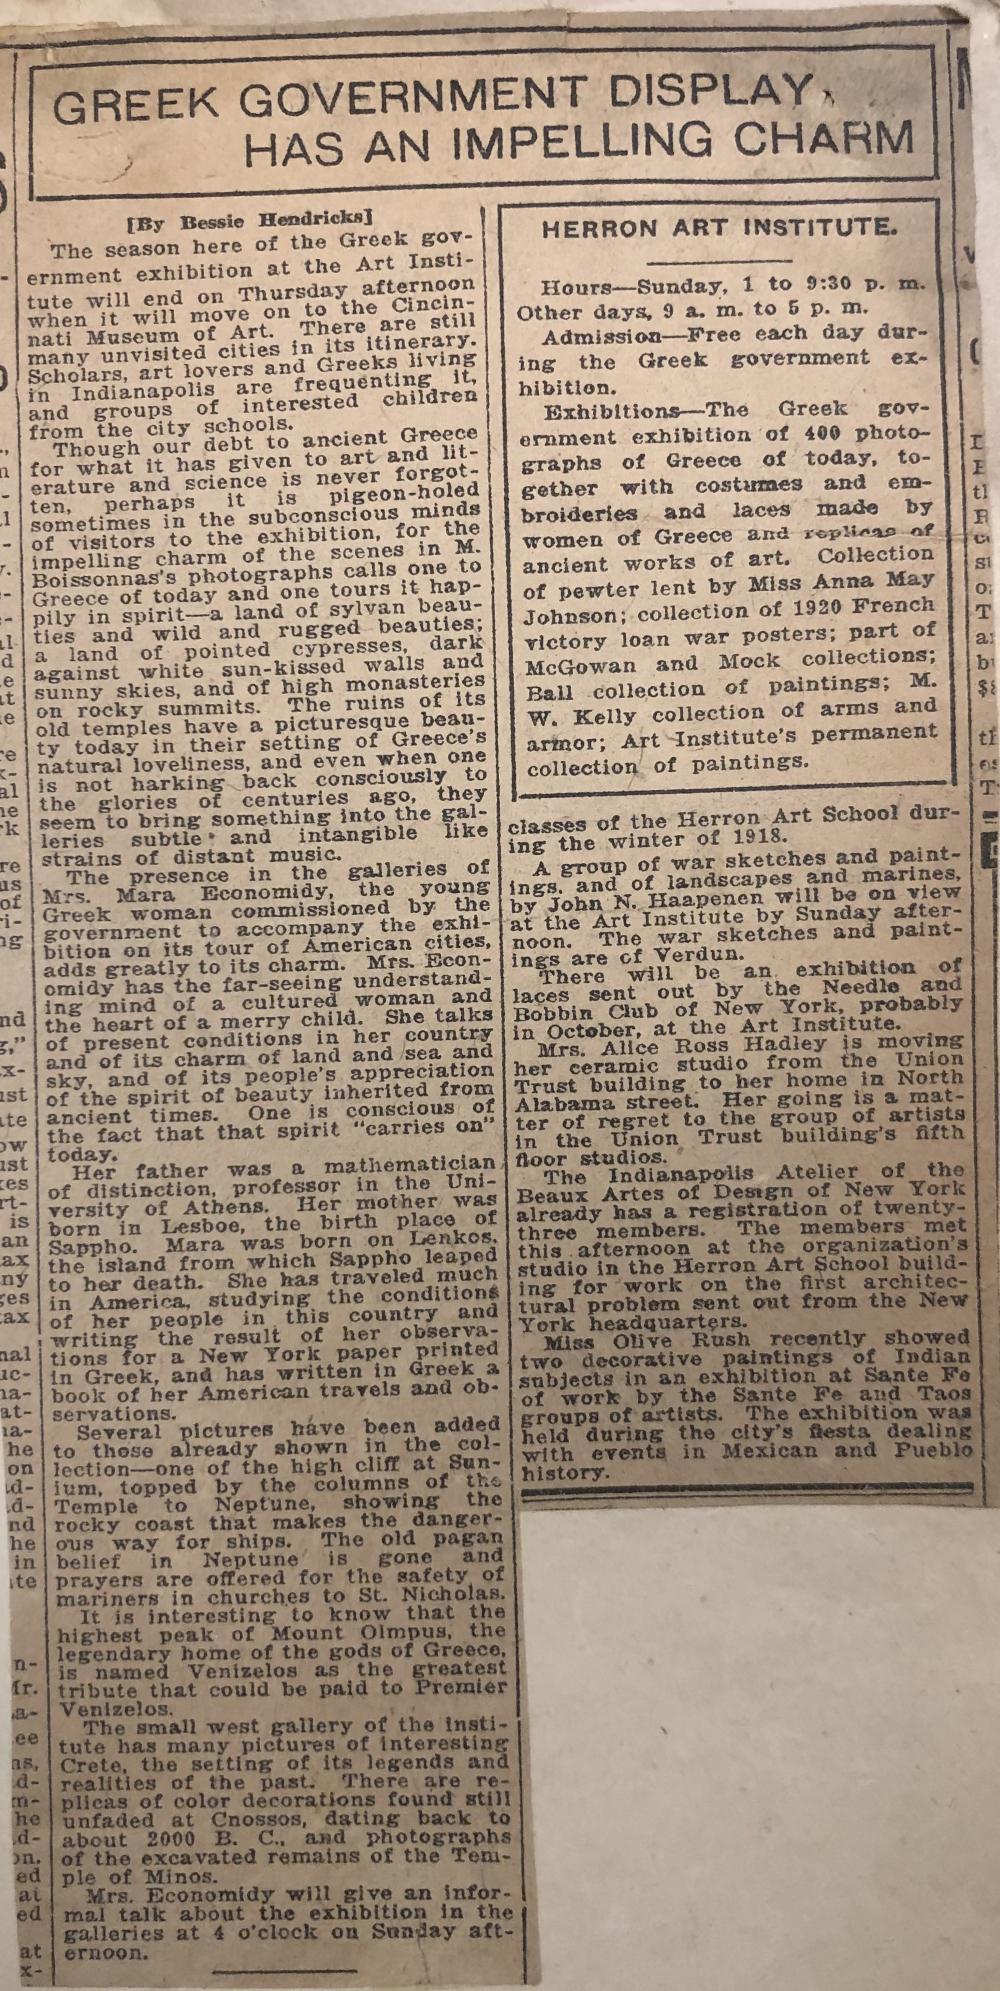 GREEK GOVERNMENT DISPLAY
HAS AN IMPELLING CHARM
[By Bessie Hendricks]
The season here of the Greek gov-
ernment exhibition at the Art Insti-
tute will end on Thursday afternoon
when it will move on to the Cincin-
nati Museum of Art. There are still
many unvisited cities in its itinerary.
Scholars, art lovers and Greeks living
in Indianapolis are frequenting it,
and groups of interested children
from the city schools.
Though our debt to ancient Greece
for what it has given to art and lit-
erature and science is never forgot-
ten, perhaps it is pigeon-holed
sometimes in the subconscious minds
of visitors to the exhibition, for the
impelling charm of the scenes in M.
Boissonnas's photographs calls one to
Greece of today and one tours it hap-
pily in spirit—a land of sylvan beau-
ties and wild and rugged beauties;
a land of pointed cypresses, dark
against white sun-kissed walls and
sunny skies, and of high monasteries
on rocky summits. The ruins of its
old temples have a picturesque beau-
ty today in their setting of Greece's
natural loveliness, and even when one
is not harking back consciously to
the glories of centuries ago, they
seem to bring something into the gal-
leries subtle and intangible like
strains of distant music.
The presence in the galleries of
Mrs. Mara Economidy, the young
Greek woman commissioned by the
government to accompany the exhi-
bition on its tour of American cities,
adds greatly to its charm. Mrs. Econ-
omidy has the far-seeing understand-
ing mind of a cultured woman and
the heart of a merry child. She talks
of present conditions in her country
and of its charm of land and sea and
sky, and of its people's appreciation
of the spirit of beauty inherited from
ancient times. One is conscious of
the fact that that spirit "carries on"
today.
Her father was a mathematician
of distinction, professor in the Uni-
versity of Athens. Her mother was
born in Lesboe, the birth place of
Sappho. Mara was born on Lenkos,
the island from which Sappho leaped
to her death. She has traveled much
in America, studying the conditions
of her people in this country and
writing the result of her observa-
tions for a New York paper printed
in Greek, and has written in Greek a
book of her American travels and ob-
servations.
Several pictures have been added
to those already shown in the col-
lection—one of the high cliff at Sun-
ium, topped by the columns of the
Temple to Neptune, showing the
rocky coast that makes the danger-
ous way for ships. The old pagan
belief in Neptune is gone and
prayers are offered for the safety of
mariners in churches to St. Nicholas.
It is interesting to know that the
highest peak of Mount Olmpus, the
legendary home of the gods of Greece,
is named Venizelos as the greatest
tribute that could be paid to Premier
Venizelos.
The small west gallery of the insti-
tute has many pictures of interesting
Crete, the setting of its legends and
realities of the past. There are re-
plicas of color decorations found still
unfaded at Cnossos, dating back to
about 2000 B. C., and photographs
of the excavated remains of the Tem-
ple of Minos.
Mrs. Economidy will give an infor-
mal talk about the exhibition in the
galleries at 4 o'clock on Sunday aft-
ernoon.
HERRON ART INSTITUTE.
Hours—Sunday, 1 to 9:30 p. m.
Other days, 9 a. m. to 5 p. m.
Admission—Free each day dur-
ing the Greek government ex-
hibition.
Exhibitions—The Greek gov-
ernment exhibition of 400 photo-
graphs of Greece of today, to-
gether with costumes and em-
broideries and laces made by
women of Greece and replicas of
ancient works of art. Collection
of pewter lent by Miss Anna May
Johnson; collection of 1920 French
victory loan war posters; part of
McGowan and Mock collections;
Ball collection of paintings; M.
W. Kelly collection of arms and
armor; Art Institute's permanent
collection of paintings.
classes of the Herron Art School dur-
ing the winter of 1918.
A group of war sketches and paint-
ings, and of landscapes and marines,
by John N. Haapenen will be on view
at the Art Institute by Sunday after-
noon. The war sketches and paint-
ings are of Verdun.
There will be an exhibition of
laces sent out by the Needle and
Bobbin Club of New York, probably
in October, at the Art Institute.
Mrs. Alice Ross Hadley is moving
her ceramic studio from the Union
Trust building to her home in North
Alabama street. Her going is a mat-
ter of regret to the group of artists
in the Union Trust building's fifth
floor studios.
The Indianapolis Atelier of the
Beaux Artes of Design of New York
already has a registration of twenty-
three members. The members met
this afternoon at the organization's
studio in the Herron Art School build-
ing for work on the first architec-
tural problem sent out from the New
York headquarters.
Miss Olive Rush recently showed
two decorative paintings of Indian
subjects in an exhibition at Sante Fe
of work by the Sante Fe and Taos
groups of artists. The exhibition was
held during the city's fiesta dealing
with events in Mexican and Pueblo
history.